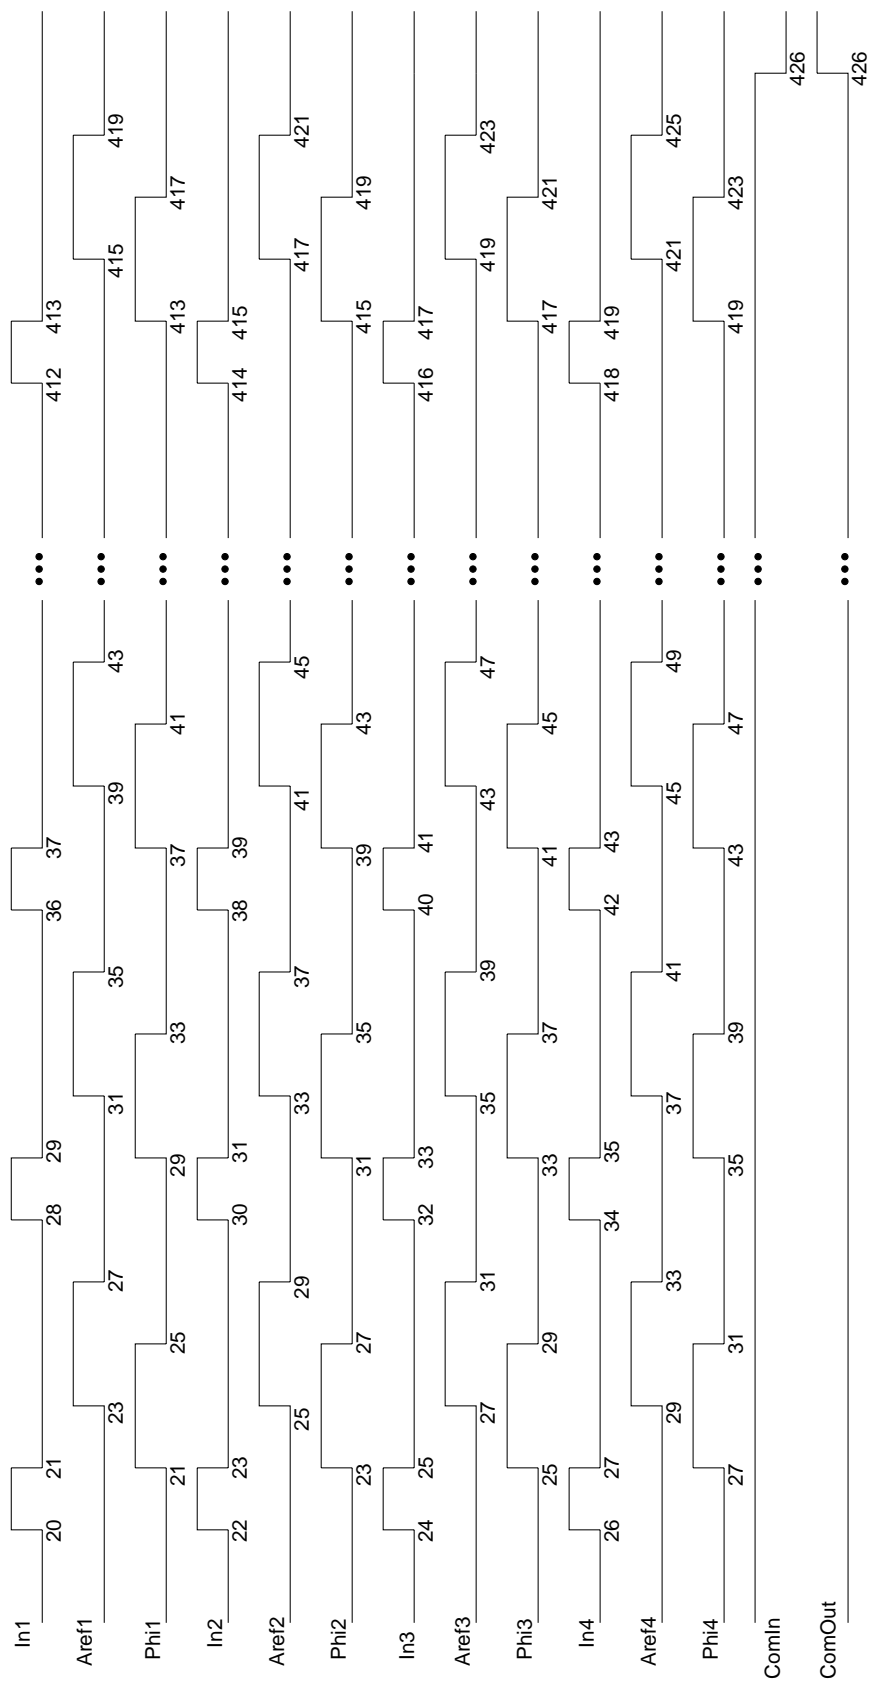 In1 20 21 28 29 36 37 412 413
Aref1 23 27 31 35 39 43 415 419
Phi1 21 25 29 33 37 41 413 417
In2 22 23 30 31 38 39 414 415
Aref2 25 29 33 37 41 45 417 421
Phi2 23 27 31 35 39 43 415 419
In3 24 25 32 33 40 41 416 417
Aref3 27 31 35 39 43 47 419 423
Phi3 25 29 33 37 41 45 417 421
In4 26 27 34 35 42 43 418 419
Aref4 29 33 37 41 45 49 421 425
Phi4 27 31 35 39 43 47 419 423
ComIn 426
ComOut 426